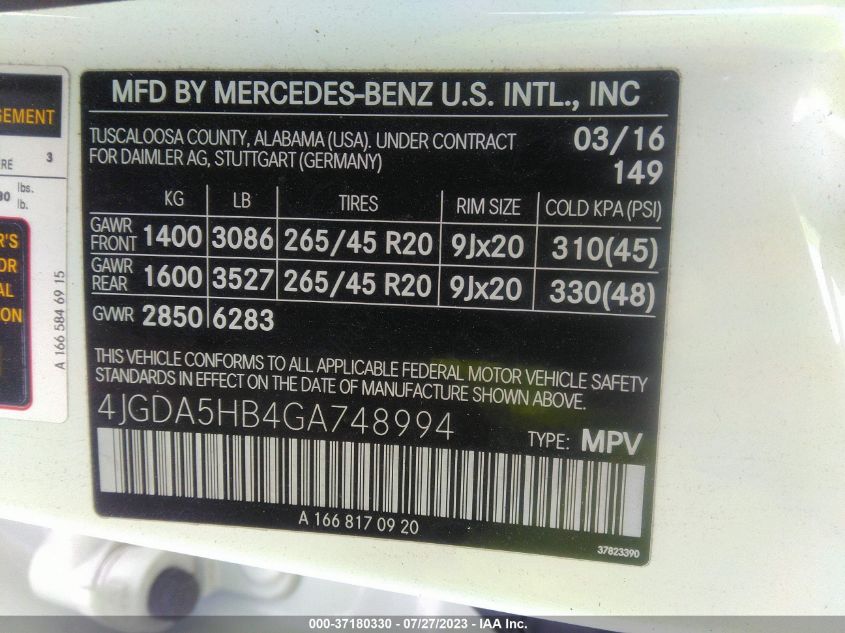 GEMENT
3
lbs.
lb.
A 166 584 69 15
MFD BY MERCEDES-BENZ U.S. INTL., INC
TUSCALOOSA COUNTY, ALABAMA (USA). UNDER CONTRACT 03/16
FOR DAIMLER AG, STUTTGART (GERMANY) 149
KG LB TIRES RIM SIZE COLD KPA (PSI)
GAWR FRONT 1400 3086 265/45 R20 9Jx20 310(45)
GAWR REAR 1600 3527 265/45 R20 9Jx20 330(48)
GVWR 2850 6283
THIS VEHICLE CONFORMS TO ALL APPLICABLE FEDERAL MOTOR VEHICLE SAFETY
STANDARDS IN EFFECT ON THE DATE OF MANUFACTURE SHOWN ABOVE.
4JGDA5HB4GA748994 TYPE: MPV
A 166 817 09 20
37823390
000-37180330 - 07/27/2023 - IAA Inc.